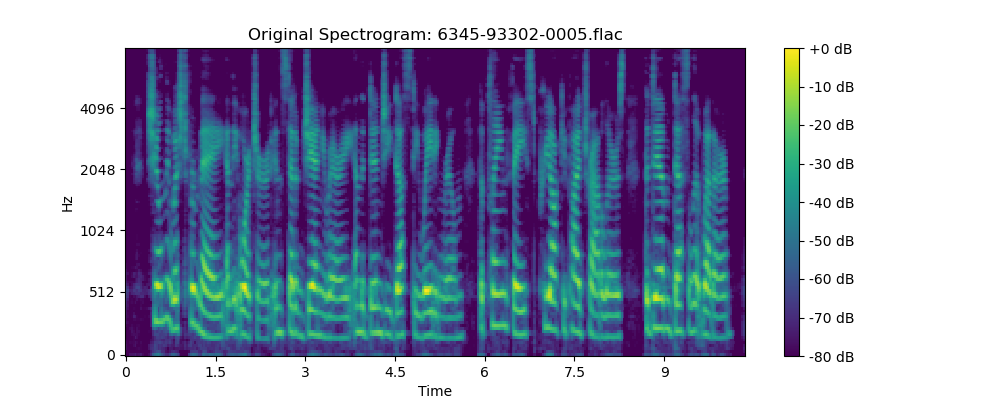 Original Spectrogram: 6345-93302-0005.flac
Hz
4096
2048
1024
512
0
0 1.5 3 4.5 6 7.5 9
Time
+0 dB
-10 dB
-20 dB
-30 dB
-40 dB
-50 dB
-60 dB
-70 dB
-80 dB